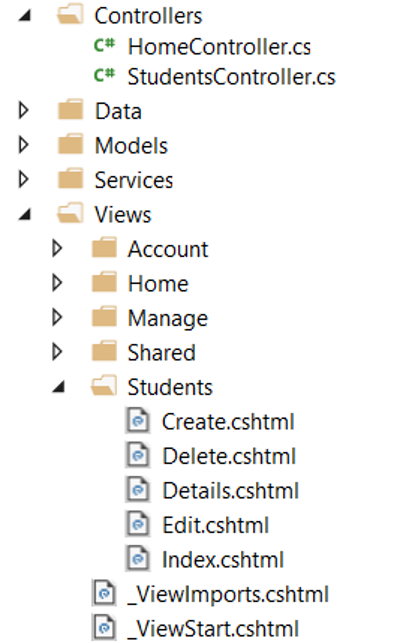 Controllers
C# HomeController.cs
C# StudentsController.cs
Data
Models
Services
Views
Account
Home
Manage
Shared
Students
Create.cshtml
Delete.cshtml
Details.cshtml
Edit.cshtml
Index.cshtml
_ViewImports.cshtml
_ViewStart.cshtml